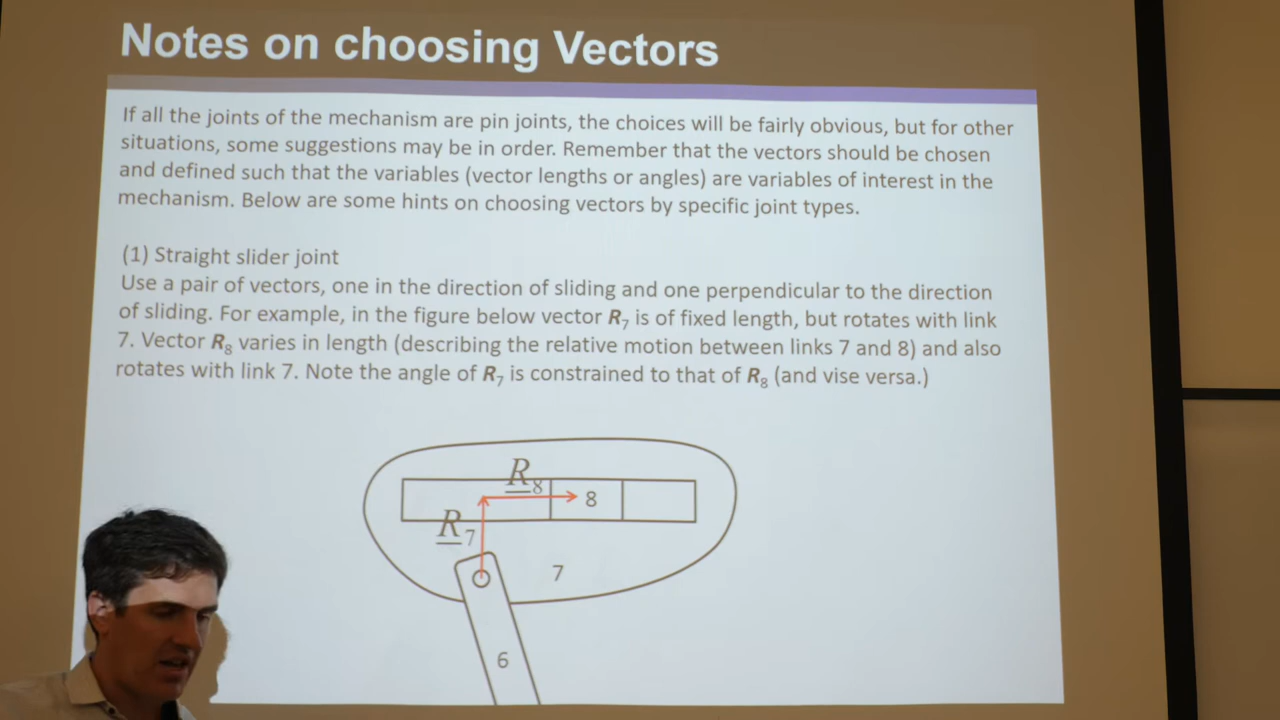 Notes on choosing Vectors
If all the joints of the mechanism are pin joints, the choices will be fairly obvious, but for other
situations, some suggestions may be in order. Remember that the vectors should be chosen
and defined such that the variables (vector lengths or angles) are variables of interest in the
mechanism. Below are some hints on choosing vectors by specific joint types.
(1) Straight slider joint
Use a pair of vectors, one in the direction of sliding and one perpendicular to the direction
of sliding. For example, in the figure below vector R₇ is of fixed length, but rotates with link
7. Vector R₈ varies in length (describing the relative motion between links 7 and 8) and also
rotates with link 7. Note the angle of R₇ is constrained to that of R₈ (and vise versa.)
R₈
8
R₇
7
6